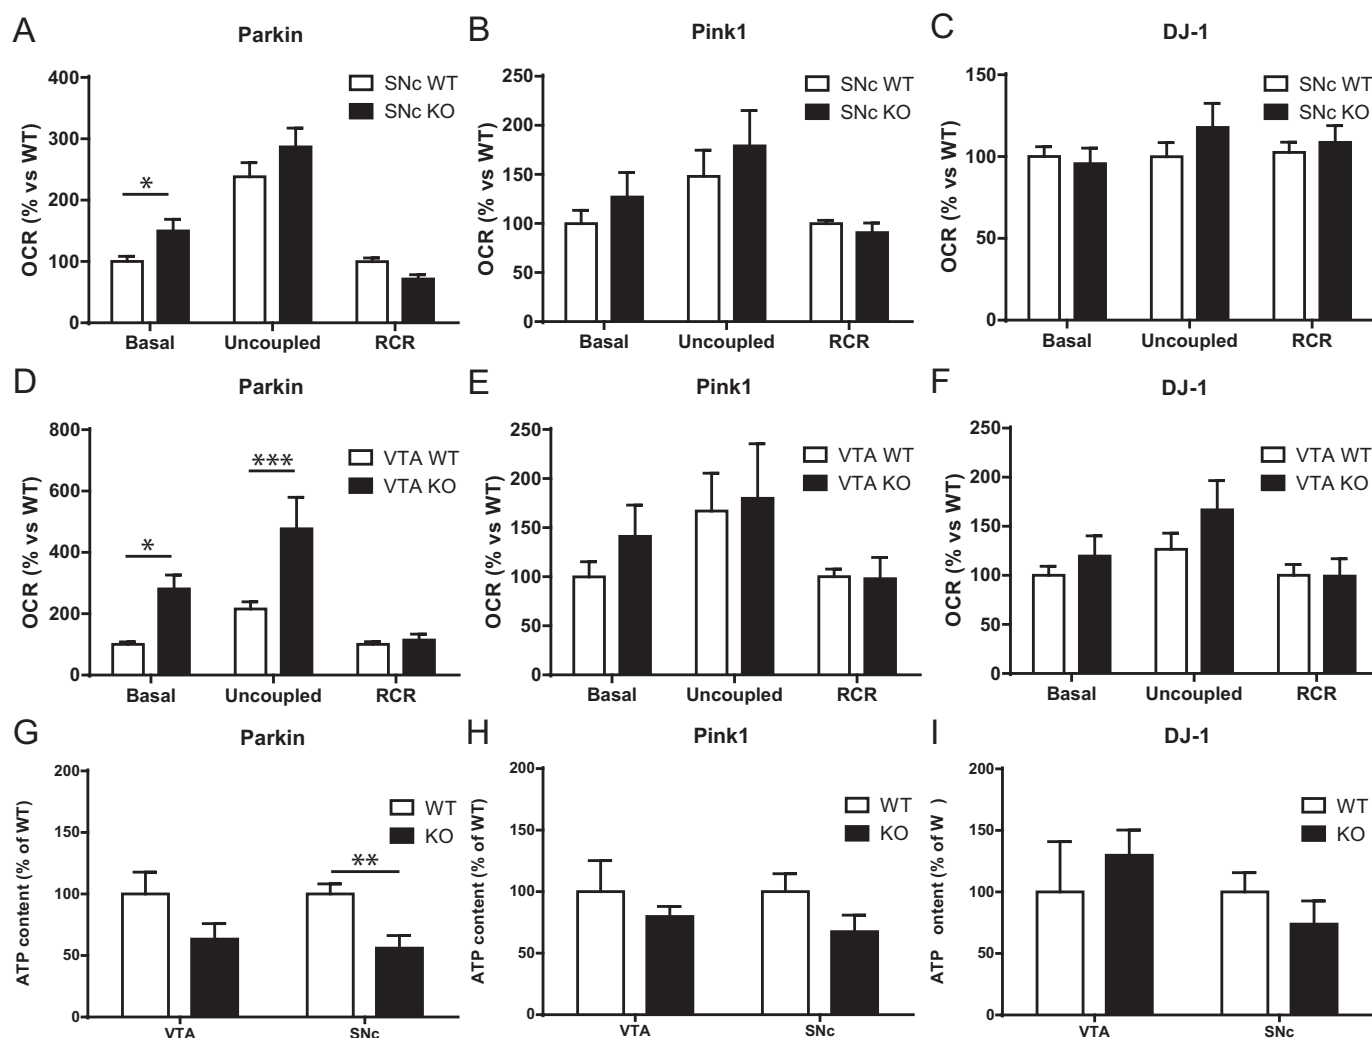 A
Parkin
OCR (% vs WT)
400
300
200
100
0
*
SNc WT
SNc KO
Basal Uncoupled RCR
B
Pink1
OCR (% vs WT)
250
200
150
100
50
0
SNc WT
SNc KO
Basal Uncoupled RCR
C
DJ-1
OCR (% vs WT)
150
100
50
0
SNc WT
SNc KO
Basal Uncoupled RCR
D
Parkin
OCR (% vs WT)
800
600
400
200
0
*
***
VTA WT
VTA KO
Basal Uncoupled RCR
E
Pink1
OCR (% vs WT)
250
200
150
100
50
0
VTA WT
VTA KO
Basal Uncoupled RCR
F
DJ-1
OCR (% vs WT)
250
200
150
100
50
0
VTA WT
VTA KO
Basal Uncoupled RCR
G
Parkin
ATP content (% of WT)
200
150
100
50
0
**
WT
KO
VTA SNc
H
Pink1
ATP content (% of WT)
200
150
100
50
0
WT
KO
VTA SNc
I
DJ-1
ATP ontent (% of W )
200
150
100
50
0
WT
KO
VTA SNc